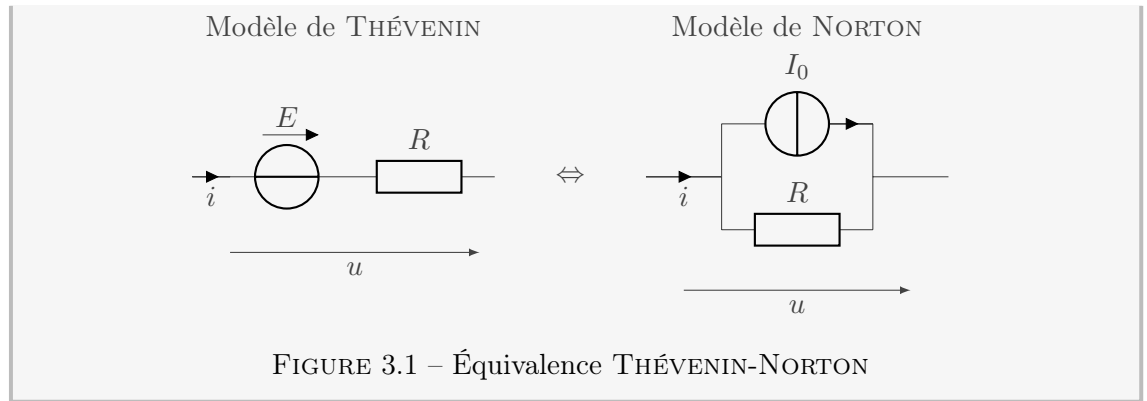 Modèle de THÉVENIN
Modèle de NORTON
I₀
E
R
i
⇔
i
R
u
u
FIGURE 3.1 – Équivalence THÉVENIN-NORTON